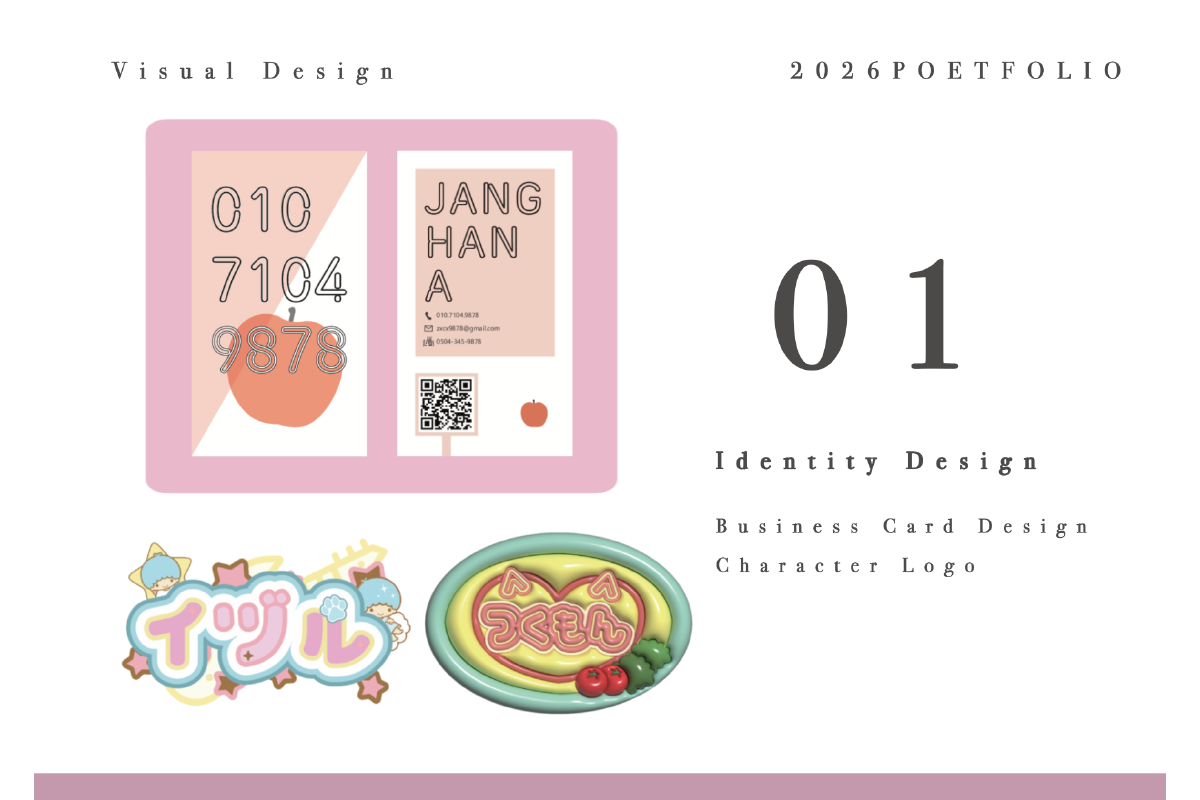 Visual Design
2026POETFOLIO
010
7104
9878
JANG
HAN
A
010.7104.9878
zxcv9878@gmail.com
0504-345-9878
01
Identity Design
Business Card Design
Character Logo
イヅル
つくもん